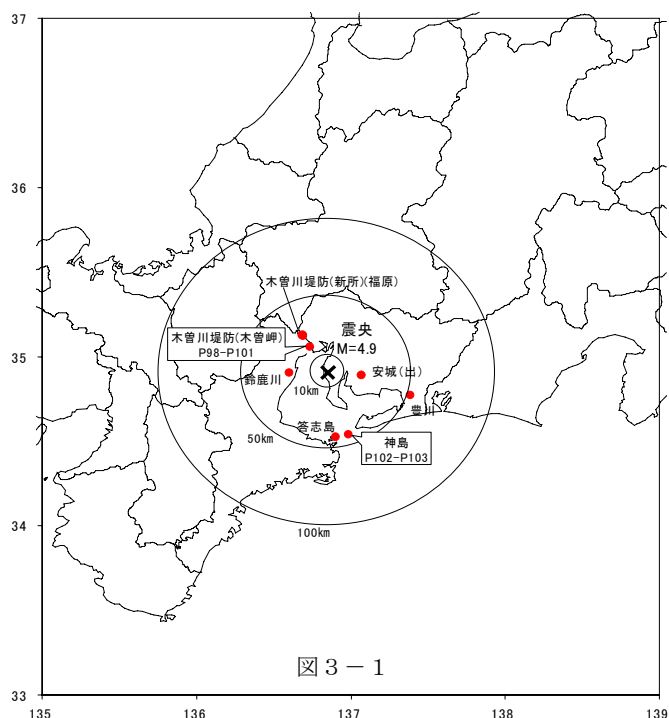 37
36
35
34
33
135
136
137
138
139
木曽川堤防(新所)(福原)
木曽川堤防(木曽岬)
P98-P101
震央
M=4.9
鈴鹿川
安城(出)
10km
豊川
答志島
50km
神島
P102-P103
100km
図３－１